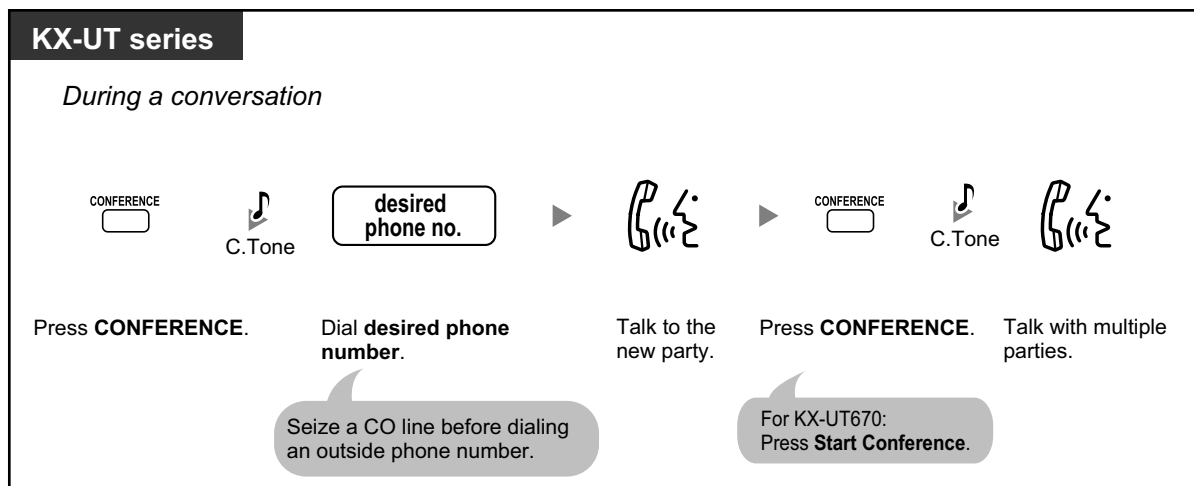 KX-UT series
During a conversation
CONFERENCE
C.Tone
desired
phone no.
CONFERENCE
C.Tone
Press CONFERENCE.
Dial desired phone
number.
Talk to the
new party.
Press CONFERENCE.
Talk with multiple
parties.
Seize a CO line before dialing
an outside phone number.
For KX-UT670:
Press Start Conference.